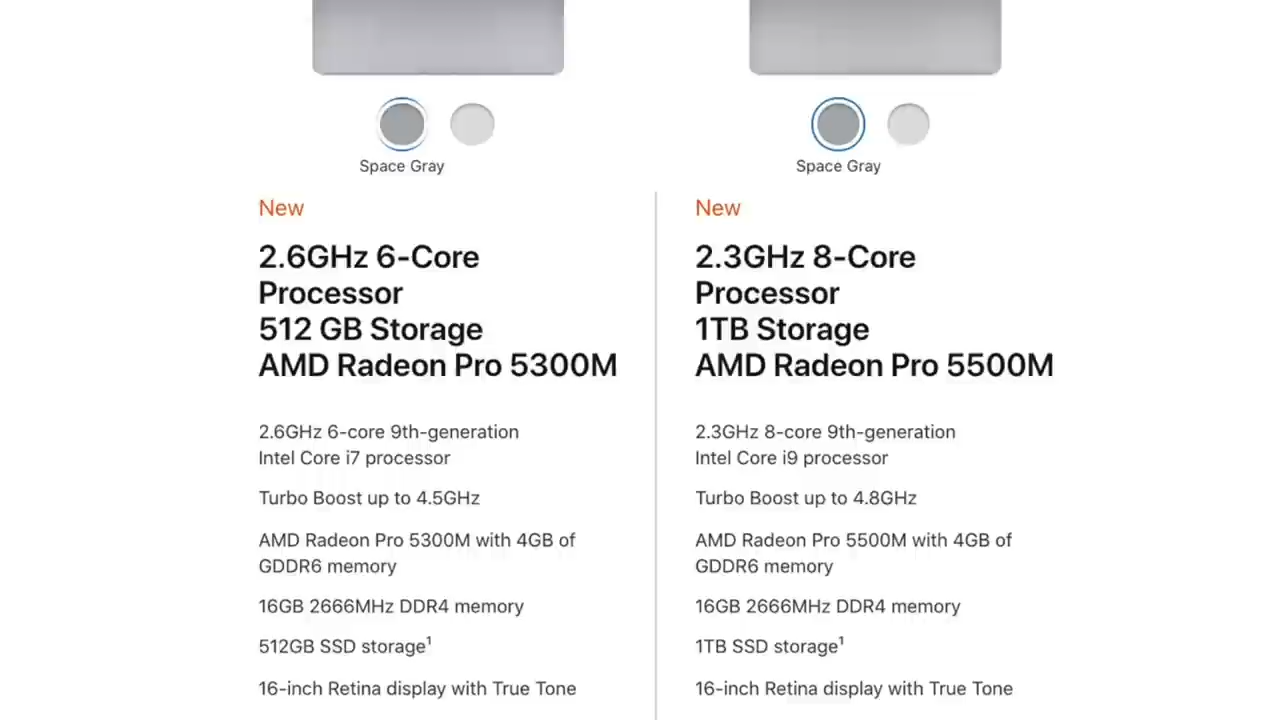 Space Gray
New
2.6GHz 6-Core
Processor
512 GB Storage
AMD Radeon Pro 5300M
2.6GHz 6-core 9th-generation
Intel Core i7 processor
Turbo Boost up to 4.5GHz
AMD Radeon Pro 5300M with 4GB of
GDDR6 memory
16GB 2666MHz DDR4 memory
512GB SSD storage¹
16-inch Retina display with True Tone
Space Gray
New
2.3GHz 8-Core
Processor
1TB Storage
AMD Radeon Pro 5500M
2.3GHz 8-core 9th-generation
Intel Core i9 processor
Turbo Boost up to 4.8GHz
AMD Radeon Pro 5500M with 4GB of
GDDR6 memory
16GB 2666MHz DDR4 memory
1TB SSD storage¹
16-inch Retina display with True Tone